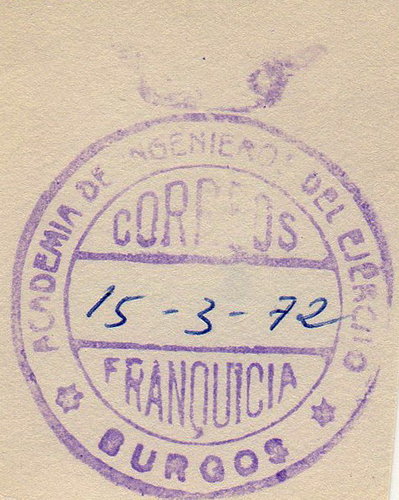 ACADEMIA DE INGENIEROS DEL EJERCITO
CORREOS
15-3-72
FRANQUICIA
BURGOS